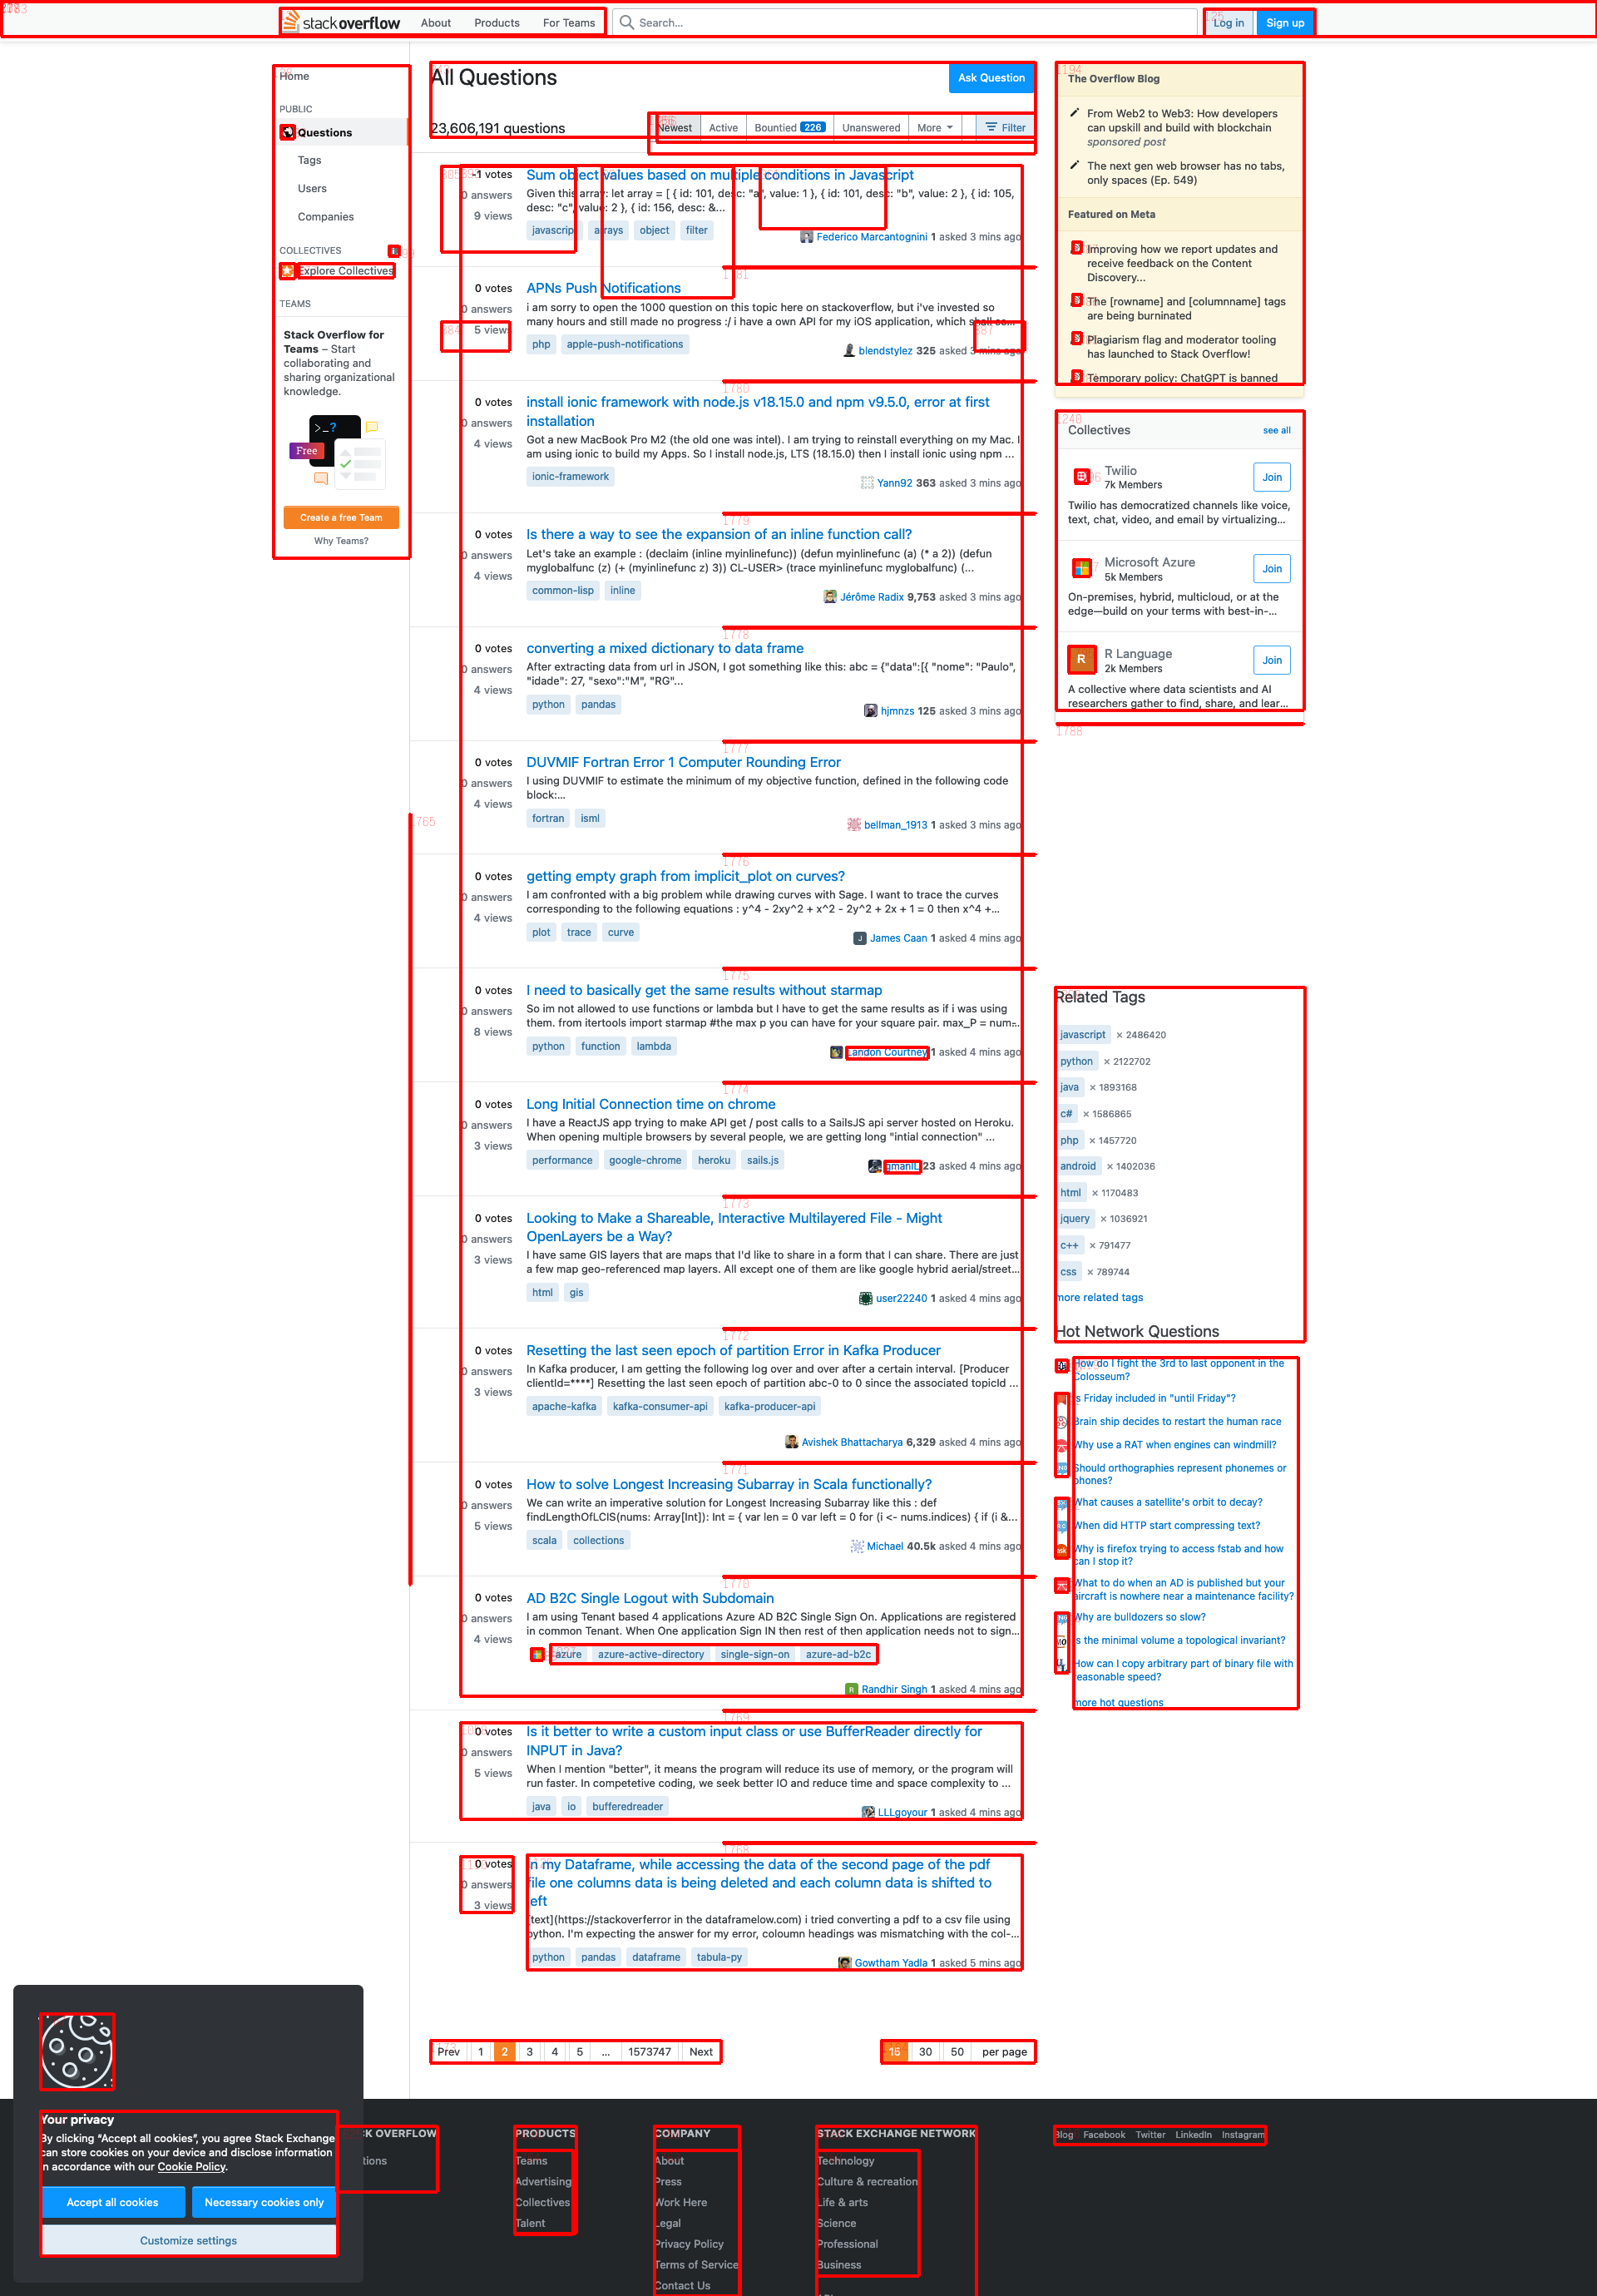 stackoverflow About Products For Teams Search... Log in Sign up
Home
PUBLIC
Questions
Tags
Users
Companies
COLLECTIVES
Explore Collectives
TEAMS
Stack Overflow for
Teams – Start
collaborating and
sharing organizational
knowledge.
>_?
Free
Create a free Team
Why Teams?
All Questions
Ask Question
23,606,191 questions
Newest Active Bountied 226 Unanswered More Filter
-1 votes
0 answers
9 views
Sum object values based on multiple conditions in Javascript
Given this array: let array = [ { id: 101, desc: "a", value: 1 }, { id: 101, desc: "b", value: 2 }, { id: 105,
desc: "c", value: 2 }, { id: 156, desc: &...
javascript arrays object filter
Federico Marcantognini 1 asked 3 mins ago
1781
0 votes
0 answers
5 views
APNs Push Notifications
i am sorry to open the 1000 question on this topic here on stackoverflow, but i've invested so
many hours and still made no progress :/ i have a own API for my iOS application, which shall so...
php apple-push-notifications
blendstylez 325 asked 3 mins ago
1780
0 votes
0 answers
4 views
install ionic framework with node.js v18.15.0 and npm v9.5.0, error at first
installation
Got a new MacBook Pro M2 (the old one was intel). I am trying to reinstall everything on my Mac. I
am using ionic to build my Apps. So I install node.js, LTS (18.15.0) then I install ionic using npm ...
ionic-framework
Yann92 363 asked 3 mins ago
1779
0 votes
0 answers
4 views
Is there a way to see the expansion of an inline function call?
Let's take an example : (declaim (inline myinlinefunc)) (defun myinlinefunc (a) (* a 2)) (defun
myglobalfunc (z) (+ (myinlinefunc z) 3)) CL-USER> (trace myinlinefunc myglobalfunc) (...
common-lisp inline
Jérôme Radix 9,753 asked 3 mins ago
1778
0 votes
0 answers
4 views
converting a mixed dictionary to data frame
After extracting data from url in JSON, I got something like this: abc = {"data":[{ "nome": "Paulo",
"idade": 27, "sexo":"M", "RG"...
python pandas
hjmnzs 125 asked 3 mins ago
1777
0 votes
0 answers
4 views
DUVMIF Fortran Error 1 Computer Rounding Error
I using DUVMIF to estimate the minimum of my objective function, defined in the following code
block:...
fortran isml
bellman_1913 1 asked 3 mins ago
1765
1776
0 votes
0 answers
4 views
getting empty graph from implicit_plot on curves?
I am confronted with a big problem while drawing curves with Sage. I want to trace the curves
corresponding to the following equations : y^4 - 2xy^2 + x^2 - 2y^2 + 2x + 1 = 0 then x^4 +...
plot trace curve
James Caan 1 asked 4 mins ago
1775
0 votes
0 answers
8 views
I need to basically get the same results without starmap
So im not allowed to use functions or lambda but I have to get the same results as if i was using
them. from itertools import starmap #the max p you can have for your square pair. max_P = num-...
python function lambda
Landon Courtney 1 asked 4 mins ago
1774
0 votes
0 answers
3 views
Long Initial Connection time on chrome
I have a ReactJS app trying to make API get / post calls to a SailsJS api server hosted on Heroku.
When opening multiple browsers by several people, we are getting long "intial connection" ...
performance google-chrome heroku sails.js
gmaniL 23 asked 4 mins ago
1773
0 votes
0 answers
3 views
Looking to Make a Shareable, Interactive Multilayered File - Might
OpenLayers be a Way?
I have same GIS layers that are maps that I'd like to share in a form that I can share. There are just
a few map geo-referenced map layers. All except one of them are like google hybrid aerial/street...
html gis
user22240 1 asked 4 mins ago
1772
0 votes
0 answers
3 views
Resetting the last seen epoch of partition Error in Kafka Producer
In Kafka producer, I am getting the following log over and over after a certain interval. [Producer
clientId=****] Resetting the last seen epoch of partition abc-0 to 0 since the associated topicId ...
apache-kafka kafka-consumer-api kafka-producer-api
Avishek Bhattacharya 6,329 asked 4 mins ago
1771
0 votes
0 answers
5 views
How to solve Longest Increasing Subarray in Scala functionally?
We can write an imperative solution for Longest Increasing Subarray like this : def
findLengthOfLCIS(nums: Array[Int]): Int = { var len = 0 var left = 0 for (i <- nums.indices) { if (i &...
scala collections
Michael 40.5k asked 4 mins ago
1770
0 votes
0 answers
4 views
AD B2C Single Logout with Subdomain
I am using Tenant based 4 applications Azure AD B2C Single Sign On. Applications are registered
in common Tenant. When One application Sign IN then rest of then application needs not to sign...
azure azure-active-directory single-sign-on azure-ad-b2c
Randhir Singh 1 asked 4 mins ago
1769
0 votes
0 answers
5 views
Is it better to write a custom input class or use BufferReader directly for
INPUT in Java?
When I mention "better", it means the program will reduce its use of memory, or the program will
run faster. In competetive coding, we seek better IO and reduce time and space complexity to ...
java io bufferedreader
LLLgoyour 1 asked 4 mins ago
1768
0 votes
0 answers
3 views
In my Dataframe, while accessing the data of the second page of the pdf
file one columns data is being deleted and each column data is shifted to
left
[text](https://stackoverferror in the dataframelow.com) i tried converting a pdf to a csv file using
python. I'm expecting the answer for my error, coloumn headings was mismatching with the col-...
python pandas dataframe tabula-py
Gowtham Yadla 1 asked 5 mins ago
Prev 1 2 3 4 5 ... 1573747 Next
15 30 50 per page
1194
The Overflow Blog
From Web2 to Web3: How developers
can upskill and build with blockchain
sponsored post
The next gen web browser has no tabs,
only spaces (Ep. 549)
Featured on Meta
Improving how we report updates and
receive feedback on the Content
Discovery...
The [rowname] and [columnname] tags
are being burninated
Plagiarism flag and moderator tooling
has launched to Stack Overflow!
Temporary policy: ChatGPT is banned
1240
Collectives see all
Twilio
7k Members
Join
Twilio has democratized channels like voice,
text, chat, video, and email by virtualizing...
Microsoft Azure
5k Members
Join
On-premises, hybrid, multicloud, or at the
edge—build on your terms with best-in-...
R
R Language
2k Members
Join
A collective where data scientists and AI
researchers gather to find, share, and lear...
1788
Related Tags
javascript × 2486420
python × 2122702
java × 1893168
c# × 1586865
php × 1457720
android × 1402036
html × 1170483
jquery × 1036921
c++ × 791477
css × 789744
more related tags
Hot Network Questions
How do I fight the 3rd to last opponent in the
Colosseum?
Is Friday included in "until Friday"?
Brain ship decides to restart the human race
Why use a RAT when engines can windmill?
Should orthographies represent phonemes or
phones?
What causes a satellite's orbit to decay?
When did HTTP start compressing text?
Why is firefox trying to access fstab and how
can I stop it?
What to do when an AD is published but your
aircraft is nowhere near a maintenance facility?
Why are bulldozers so slow?
Is the minimal volume a topological invariant?
How can I copy arbitrary part of binary file with
reasonable speed?
more hot questions
Your privacy
By clicking “Accept all cookies”, you agree Stack Exchange
can store cookies on your device and disclose information
in accordance with our Cookie Policy.
Accept all cookies Necessary cookies only
Customize settings
CK OVERFLOW
tions
PRODUCTS
Teams
Advertising
Collectives
Talent
COMPANY
About
Press
Work Here
Legal
Privacy Policy
Terms of Service
Contact Us
STACK EXCHANGE NETWORK
Technology
Culture & recreation
Life & arts
Science
Professional
Business
Blog Facebook Twitter LinkedIn Instagram